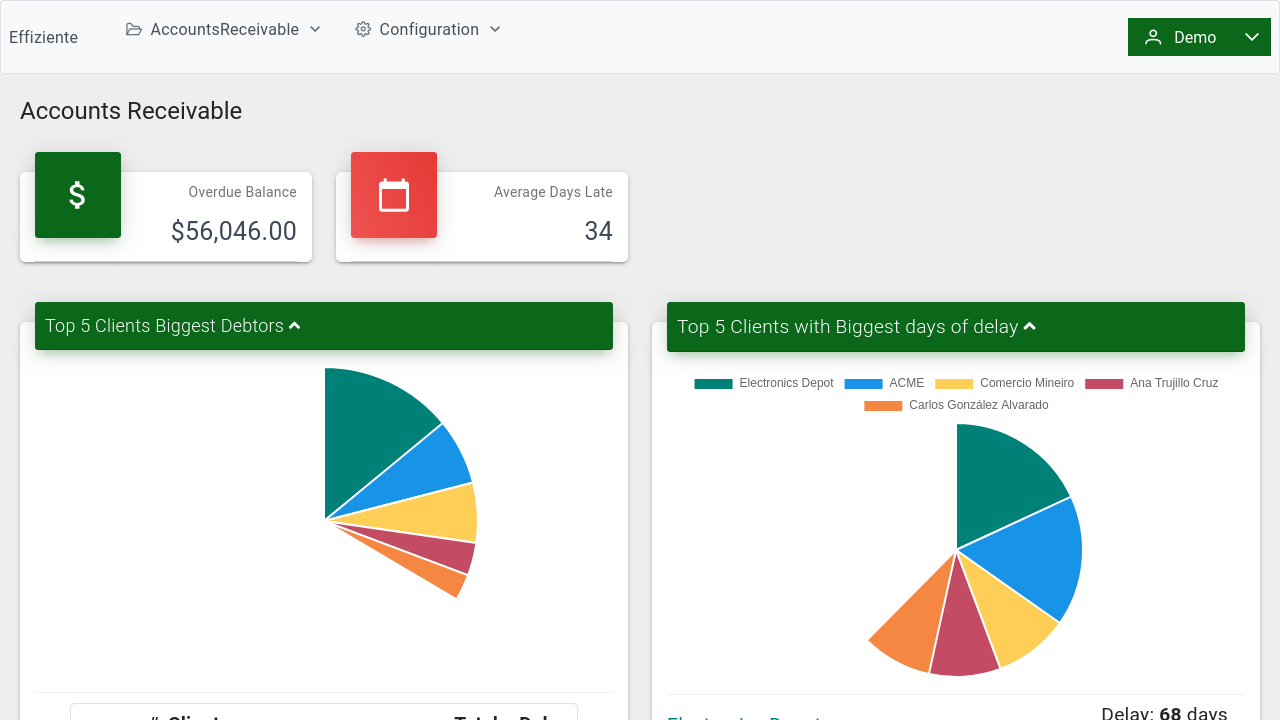 Effiziente
AccountsReceivable
Configuration
Demo
Accounts Receivable
Overdue Balance
$56,046.00
Average Days Late
34
Top 5 Clients Biggest Debtors
Top 5 Clients with Biggest days of delay
Electronics Depot
ACME
Comercio Mineiro
Ana Trujillo Cruz
Carlos González Alvarado
Delay: 68 days